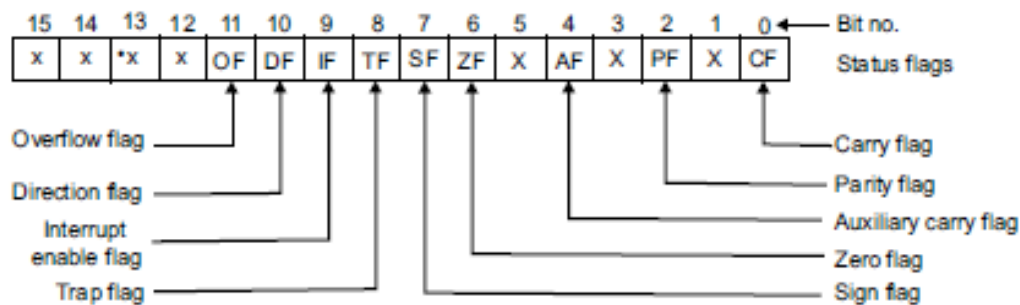 15 14 13 12 11 10 9 8 7 6 5 4 3 2 1 0 Bit no.
x x *x x OF DF IF TF SF ZF X AF X PF X CF Status flags
Overflow flag Carry flag
Direction flag Parity flag
Interrupt
enable flag Auxiliary carry flag
Zero flag
Trap flag Sign flag